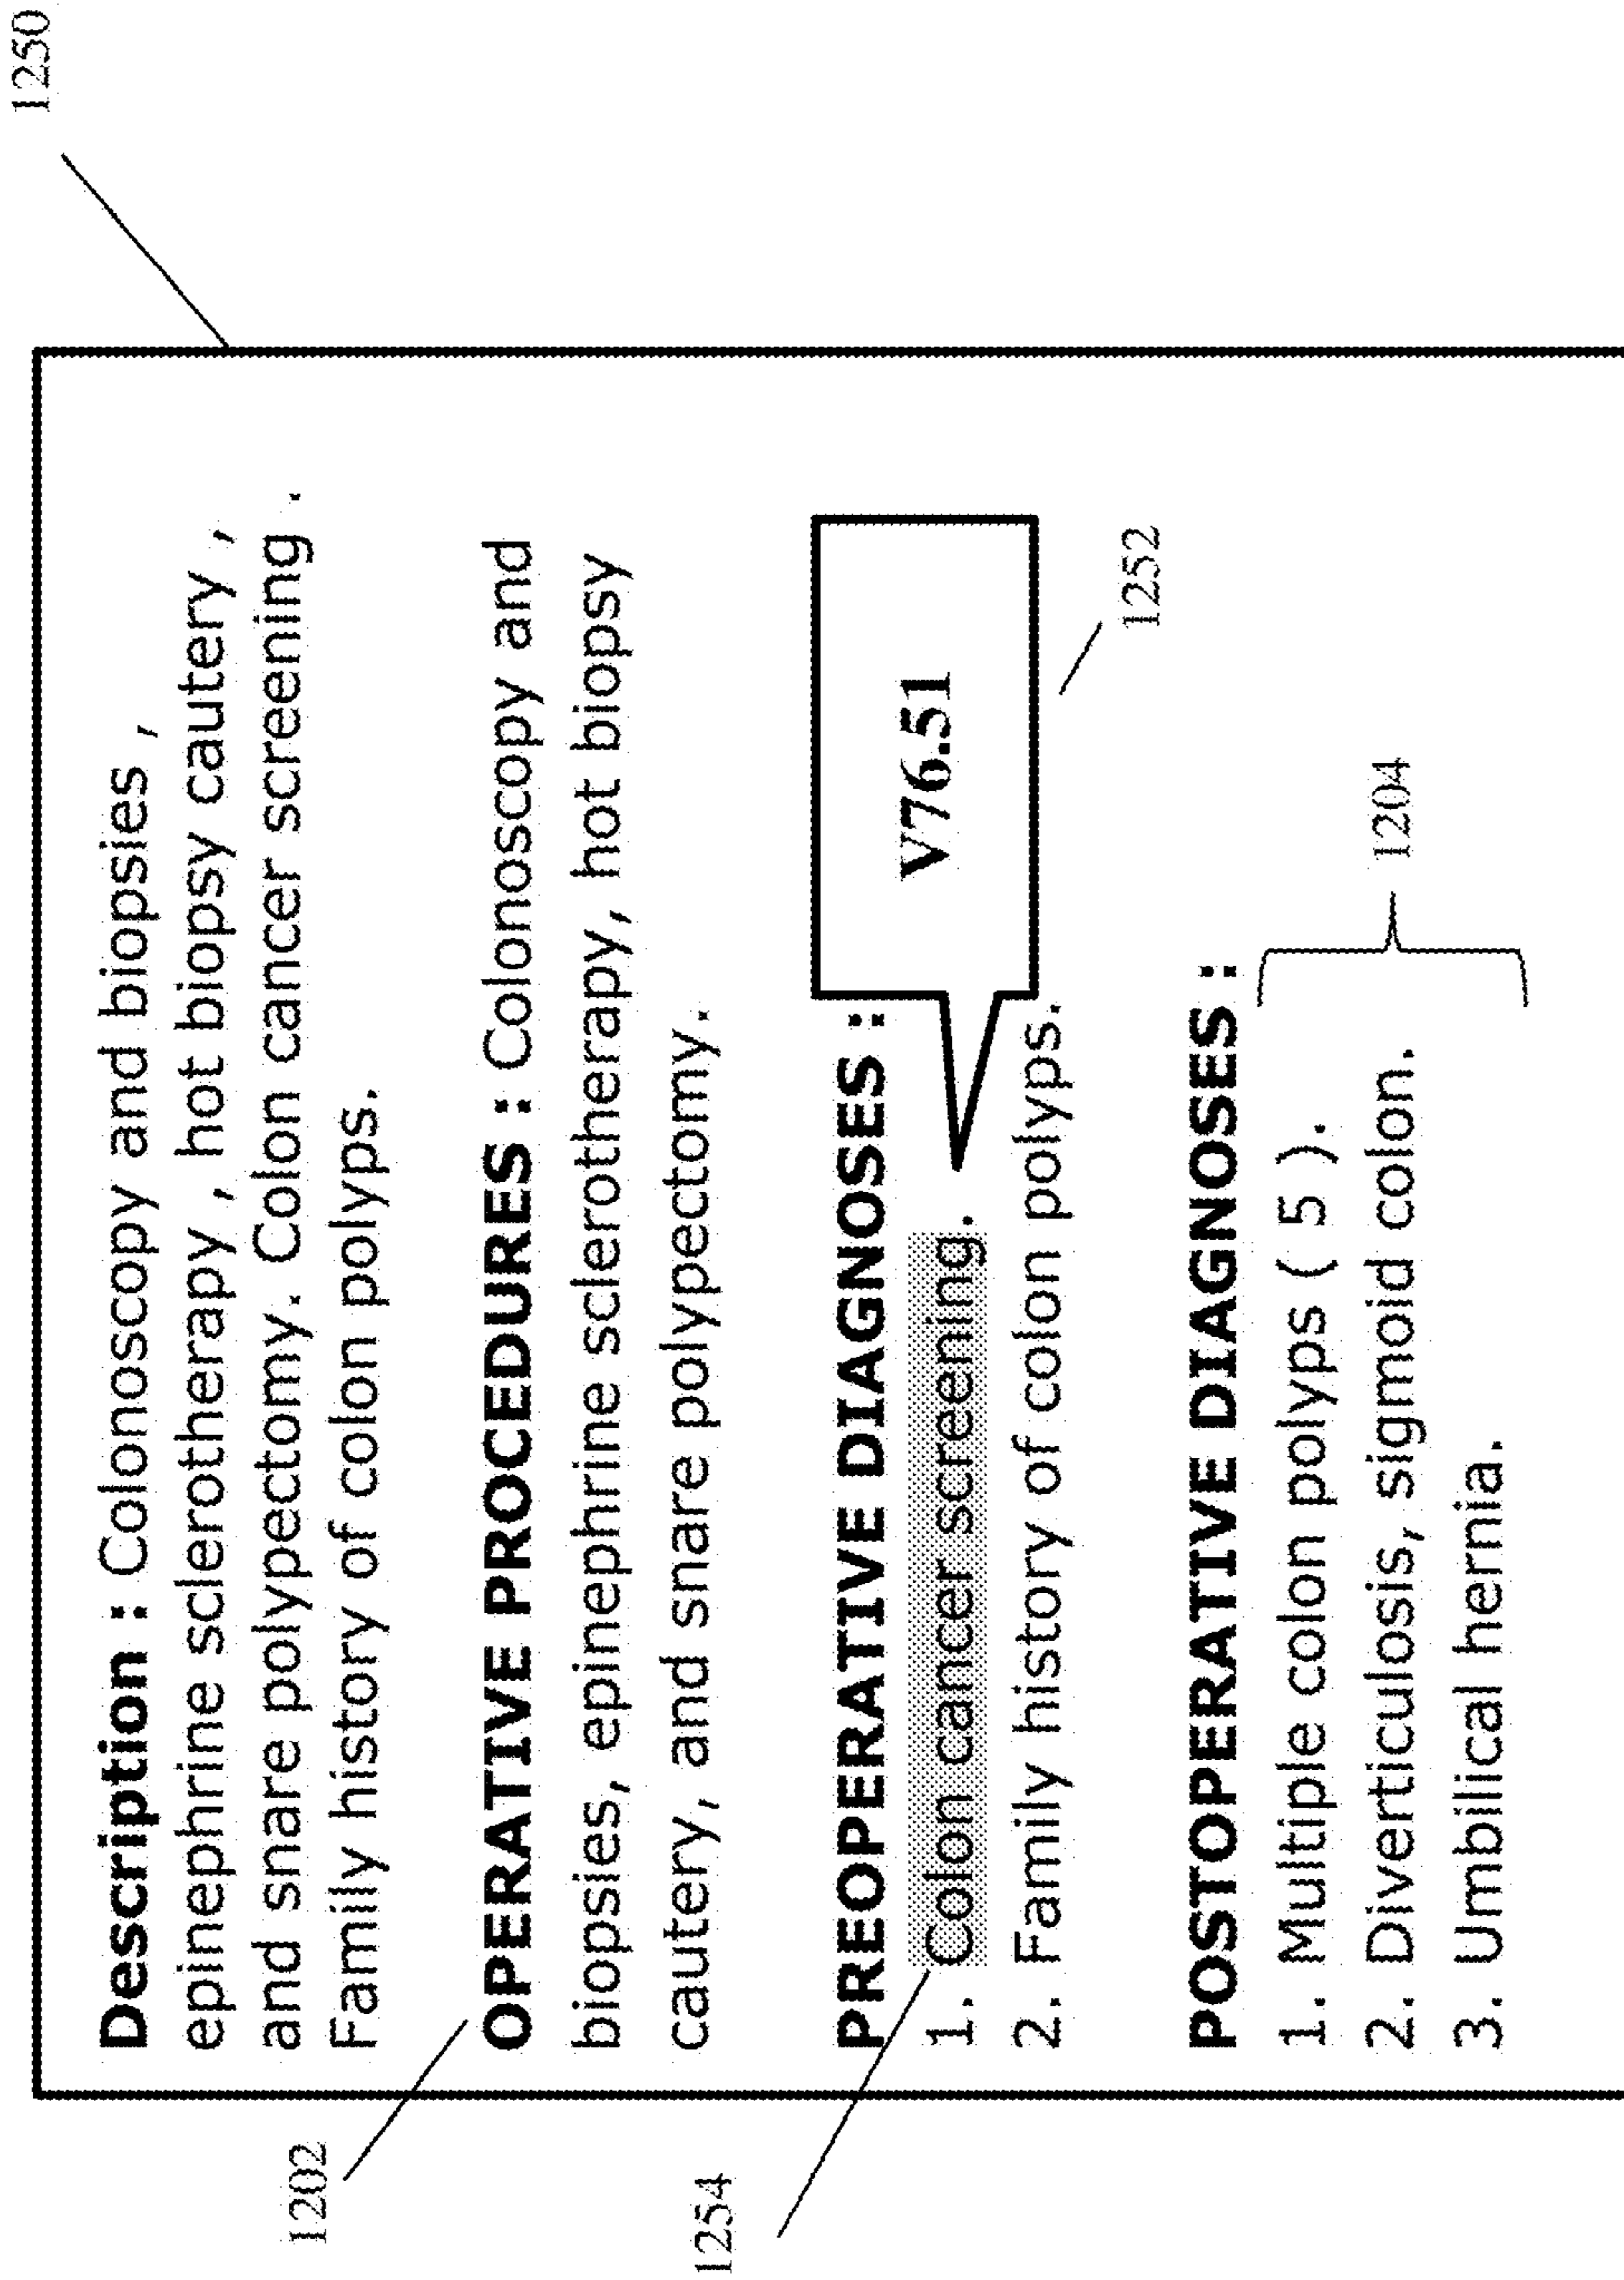 1250
Description : Colonoscopy and biopsies ,
epinephrine sclerotherapy , hot biopsy cautery ,
and snare polypectomy. Colon cancer screening .
Family history of colon polyps.
1202
OPERATIVE PROCEDURES : Colonoscopy and
biopsies, epinephrine sclerotherapy, hot biopsy
cautery, and snare polypectomy.
PREOPERATIVE DIAGNOSES :
1254
1. Colon cancer screening.
V76.51
2. Family history of colon polyps.
1252
POSTOPERATIVE DIAGNOSES :
1. Multiple colon polyps ( 5 ).
2. Diverticulosis, sigmoid colon.
1204
3. Umbilical hernia.